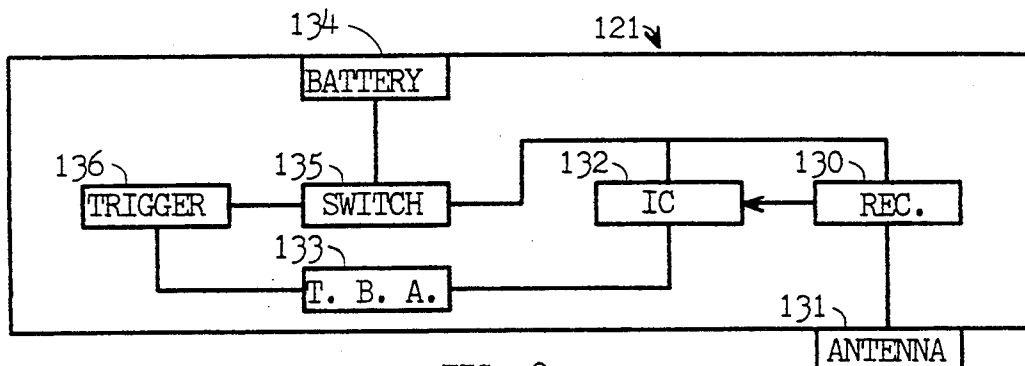 134
121
BATTERY
136
135
132
130
TRIGGER
SWITCH
IC
REC.
133
T. B. A.
131
ANTENNA